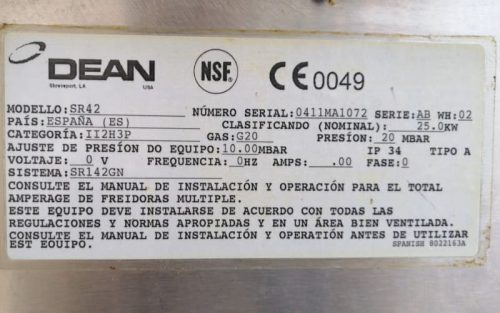 DEAN
Shreveport, LA USA
NSF®
CE 0049
MODELLO: SR42 NÚMERO SERIAL: 0411MA1072 SERIE: AB WH: 02
PAÍS: ESPAÑA (ES) CLASIFICANDO (NOMINAL): 25.0KW
CATEGORÍA: II2H3P GAS: G20 PRESÍON: 20 MBAR
AJUSTE DE PRESÍON DO EQUIPO: 10.00MBAR IP 34 TIPO A
VOLTAJE: 0 V FRECUENCIA: 0HZ AMPS: .00 FASE: 0
SISTEMA: SR142GN
CONSULTE EL MANUAL DE INSTALACIÓN Y OPERACIÓN PARA EL TOTAL
AMPERAGE DE FREIDORAS MULTIPLE.
ESTE EQUIPO DEVE INSTALARSE DE ACUERDO CON TODAS LAS
REGULACIONES Y NORMAS APROPIADAS Y EN UN ÁREA BIEN VENTILADA.
CONSULTE EL MANUAL DE INSTALACIÓN Y OPERATIÓN ANTES DE UTILIZAR
EST EQUIPO. SPANISH 8022163A